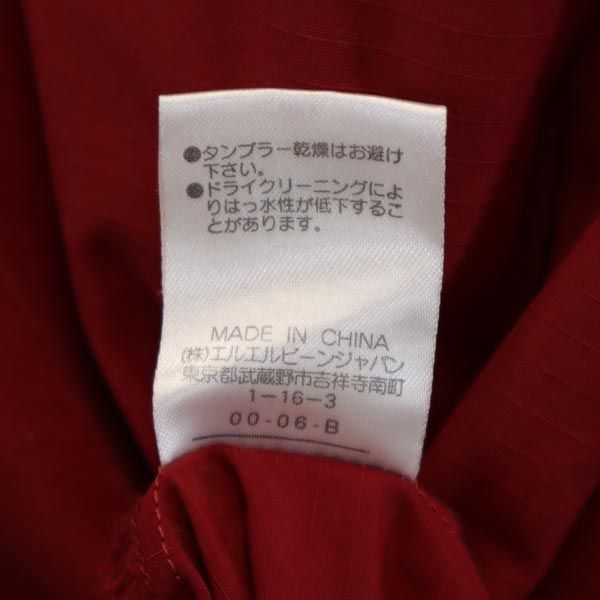 ●タンブラー乾燥はお避け
下さい。
●ドライクリーニングによ
りはっ水性が低下するこ
とがあります。
MADE IN CHINA
(株)エルエルビーンジャパン
東京都武蔵野市吉祥寺南町
1-16-3
00-06-B